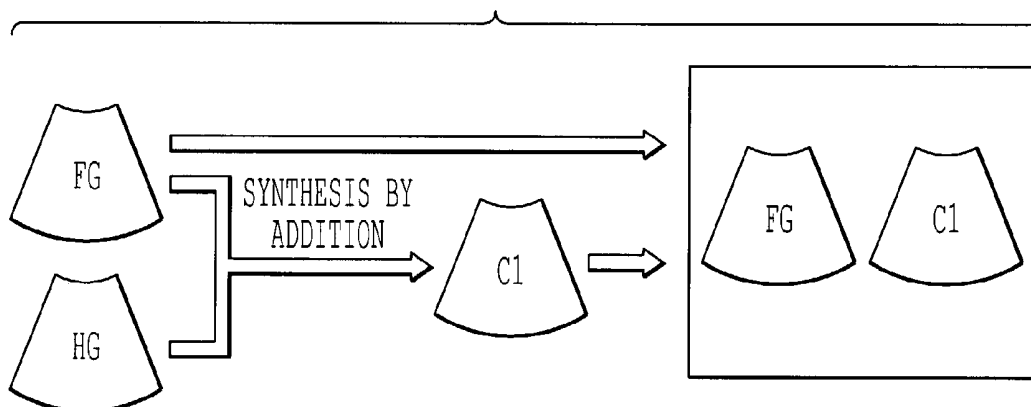 FG
SYNTHESIS BY
ADDITION
HG
C1
FG
C1